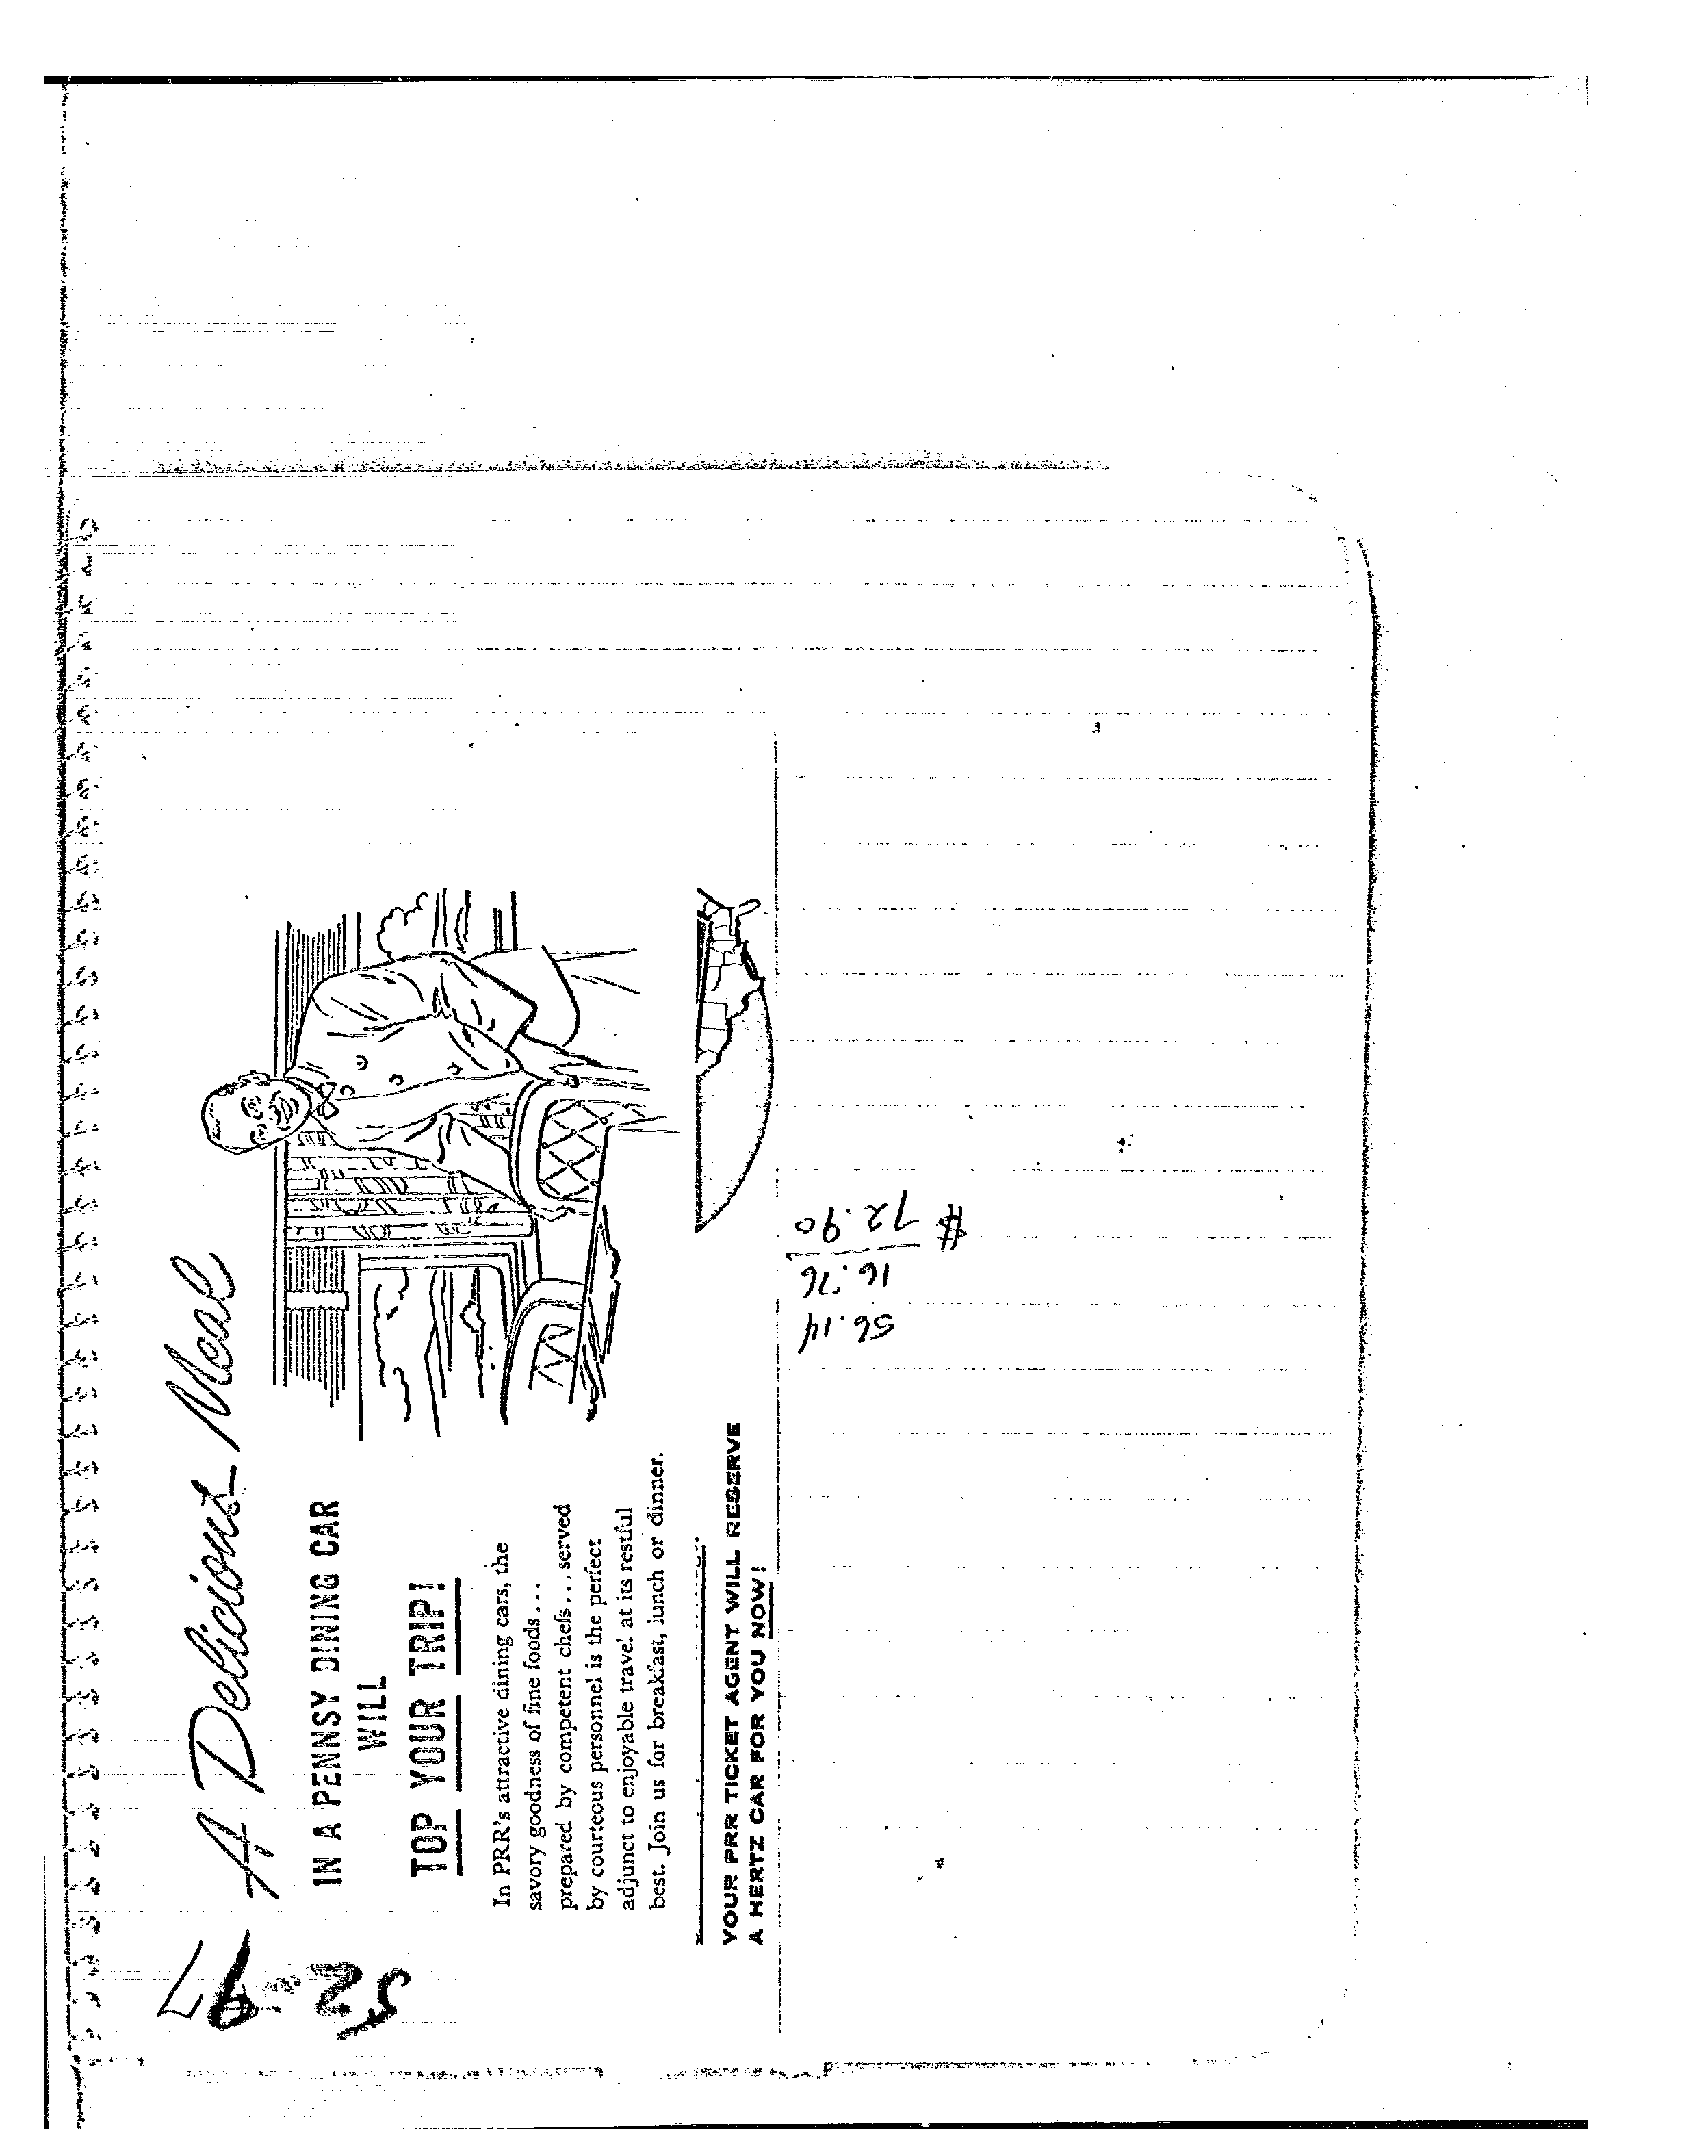 A Delicious Meal
IN A PENNSY DINING CAR
WILL
TOP YOUR TRIP!
In PRR's attractive dining cars, the
savory goodness of fine foods...
prepared by competent chefs...served
by courteous personnel is the perfect
adjunct to enjoyable travel at its restful
best. Join us for breakfast, lunch or dinner.
YOUR PRR TICKET AGENT WILL RESERVE
A HERTZ CAR FOR YOU NOW!
56.14
16.76
$ 72.90